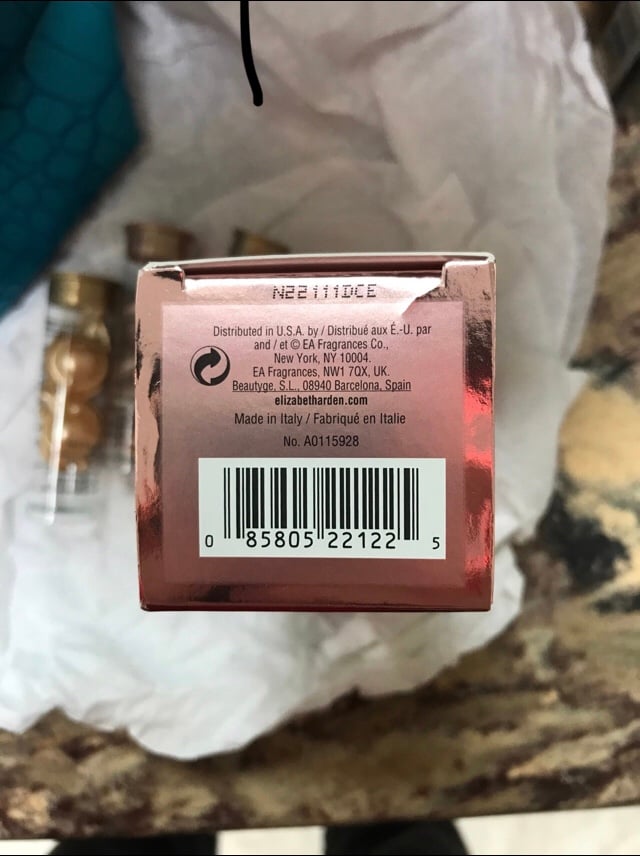 N22111DCE
Distributed in U.S.A. by / Distribué aux É.-U. par
and / et © EA Fragrances Co.,
New York, NY 10004.
EA Fragrances, NW1 7QX, UK.
Beautyge, S.L., 08940 Barcelona, Spain
elizabetharden.com
Made in Italy / Fabriqué en Italie
No. A0115928
0 85805 22122 5